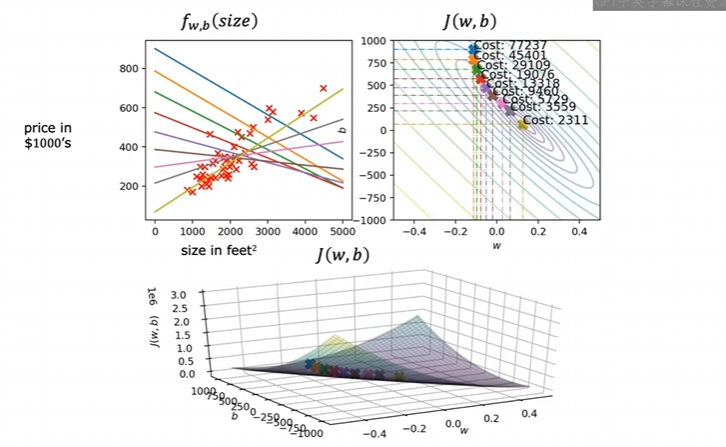 f_{w,b}(size)
J(w, b)
price in
$1000's
800
600
400
200
0
1000
2000
3000
4000
5000
size in feet²
1000
750
500
250
0
−250
−500
−750
−1000
b
Cost: 77237
Cost: 45401
Cost: 29109
Cost: 19076
Cost: 13318
Cost: 9460
Cost: 5729
Cost: 3559
Cost: 2311
−0.4
−0.2
0.0
0.2
0.4
w
J(w, b)
1e6
J(w,b)
3.0
2.5
2.0
1.5
1.0
0.5
0.0
1000
750
500
250
0
−250
−500
−750
−1000
b
−0.4
−0.2
0.0
0.2
0.4
w